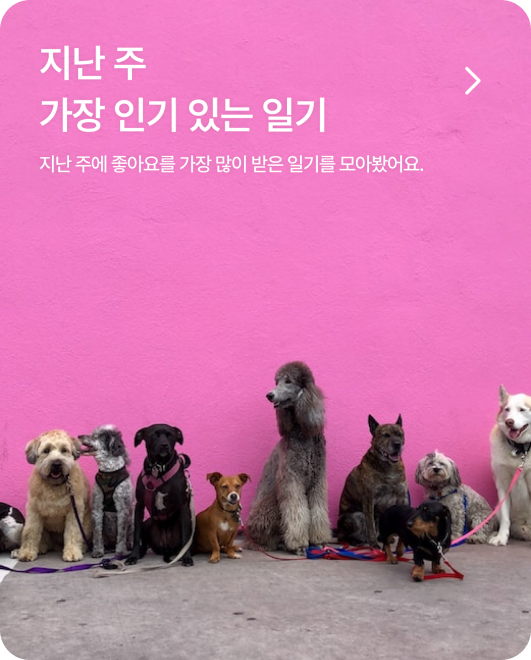 지난 주
가장 인기 있는 일기
지난 주에 좋아요를 가장 많이 받은 일기를 모아봤어요.